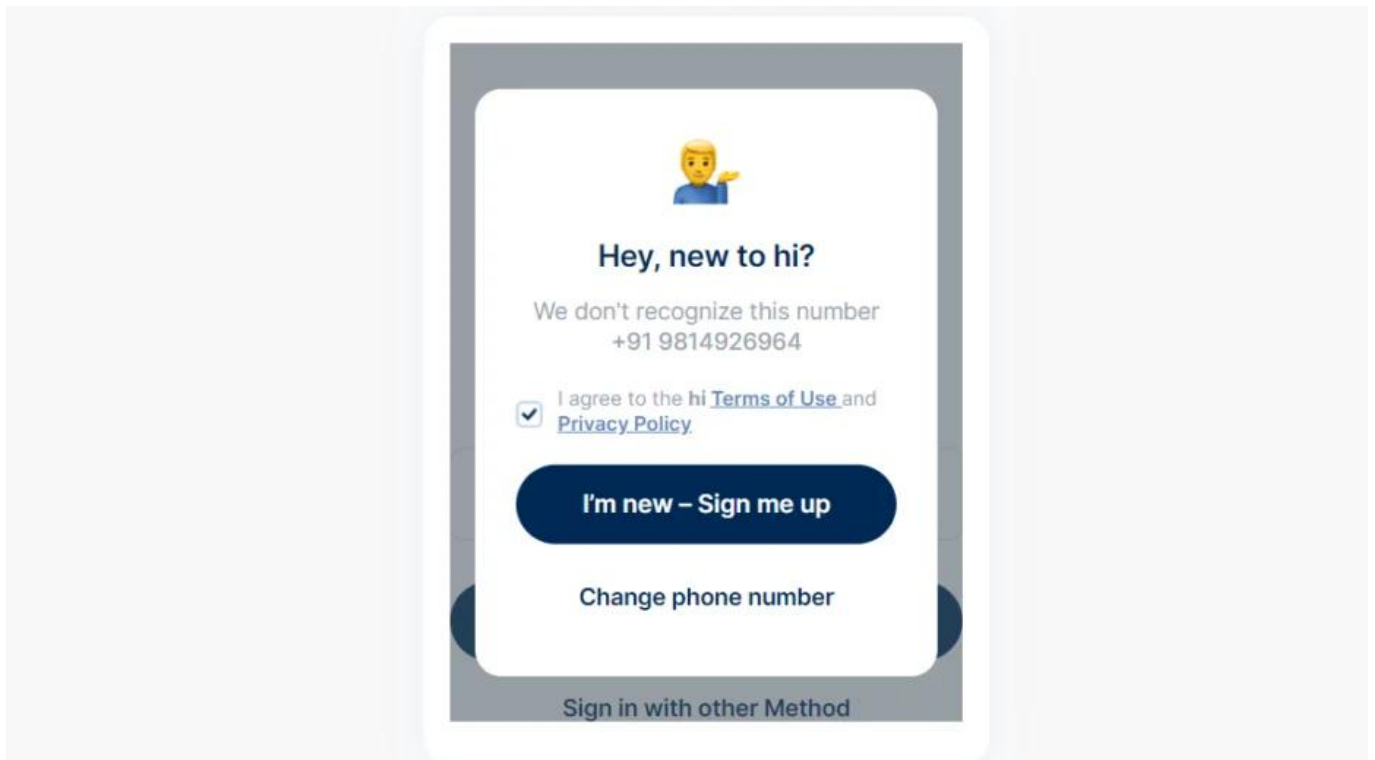 Hey, new to hi?
We don't recognize this number
+91 9814926964
I agree to the hi Terms of Use and
Privacy Policy
I'm new – Sign me up
Change phone number
Sign in with other Method